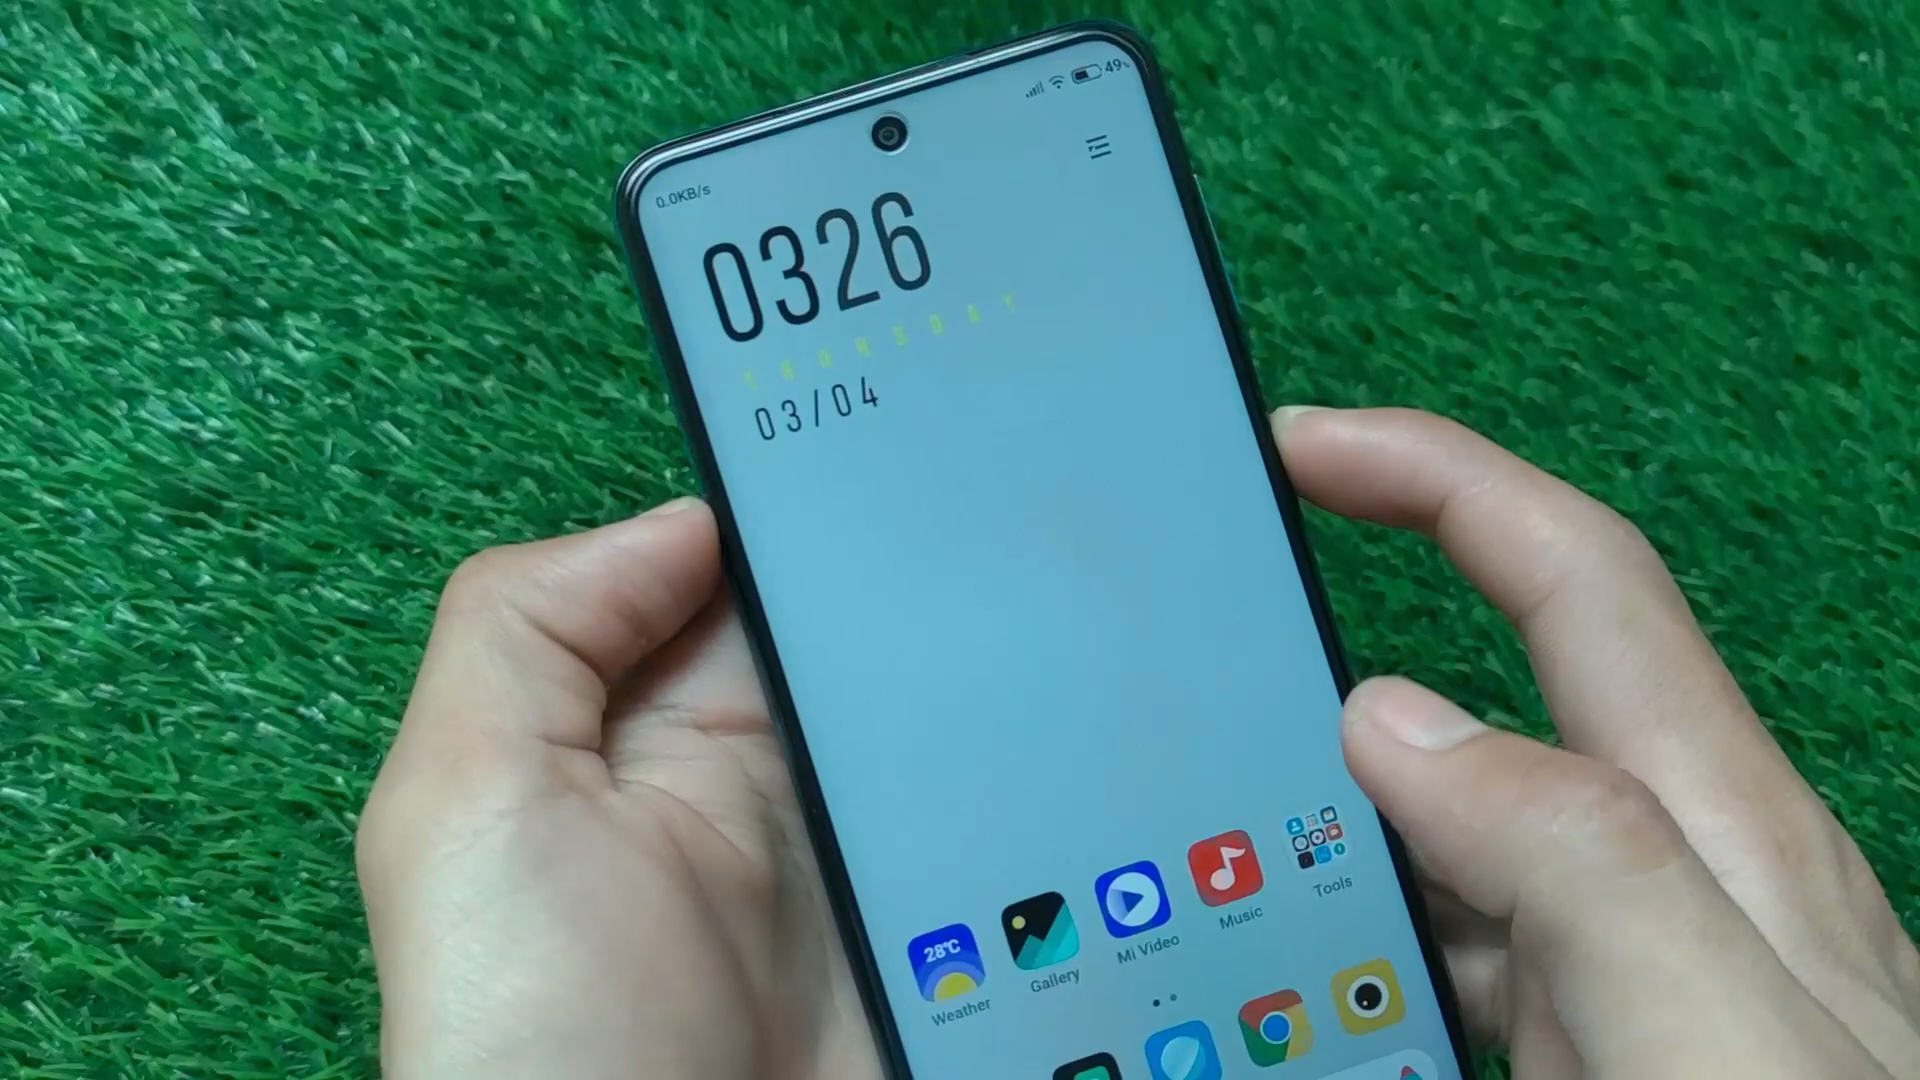 49%
0.0KB/s
0326
THURSDAY
03/04
28°C
Weather
Gallery
Mi Video
Music
Tools